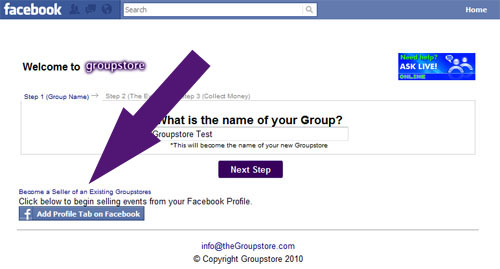 facebook Search Home
Welcome to groupstore
Need help?
ASK LIVE!
ONLINE
Step 1 (Group Name) → Step 2 (The E Step 3 (Collect Money)
What is the name of your Group?
Groupstore Test
*This will become the name of your new Groupstore
Next Step
Become a Seller of an Existing Groupstores
Click below to begin selling events from your Facebook Profile.
f Add Profile Tab on Facebook
info@theGroupstore.com
© Copyright Groupstore 2010